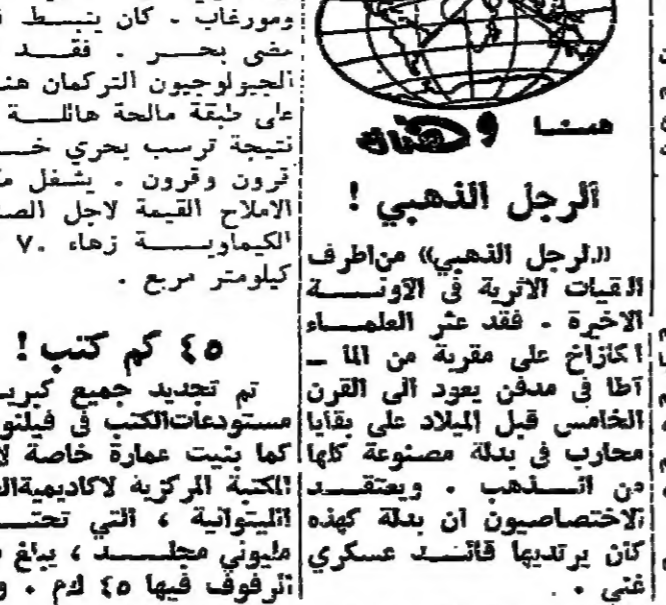 هنا وهناك
الرجل الذهبي !
«الرجل الذهبي» من اطرف
اللقيات الاثرية في الآونة
الاخيرة . فقد عثر العلماء
الكازاخ على مقربة من الما ـ
آطا في مدفن يعود الى القرن
الخامس قبل الميلاد على بقايا
محارب في بدلة مصنوعة كلها
من الذهب . ويعتقد
الاختصاصيون ان بدلة كهذه
كان يرتديها قائد عسكري
غني .
ومورغاب . كان ينبسط
مضى بحر . فقد
الجيولوجيون التركمان
على طبقة مالحة هائلة
نتيجة ترسب بحري
قرون وقرون . يشغل
الاملاح القيمة لاجل
الكيماوية زهاء ٧٠
كيلومتر مربع .
٤٥ كم كتب !
تم تجديد جميع
مستودعات الكتب في
كما بنيت عمارة خاصة
المكتبة المركزية لاكاديمية
الليتوانية ، التي
مليوني مجلد ، يبلغ
الرفوف فيها ٤٥ كم .